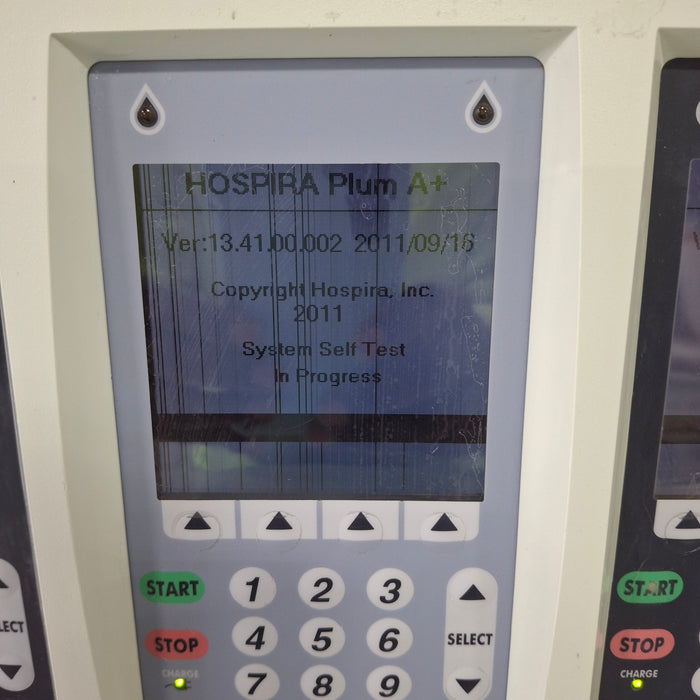 HOSPIRA Plum A+
Ver:13.41.00.002 2011/09/16
Copyright Hospira, Inc.
2011
System Self Test
In Progress
START
1
2
3
STOP
4
5
6
SELECT
CHARGE
7
8
9
LECT
START
STOP
CHARGE